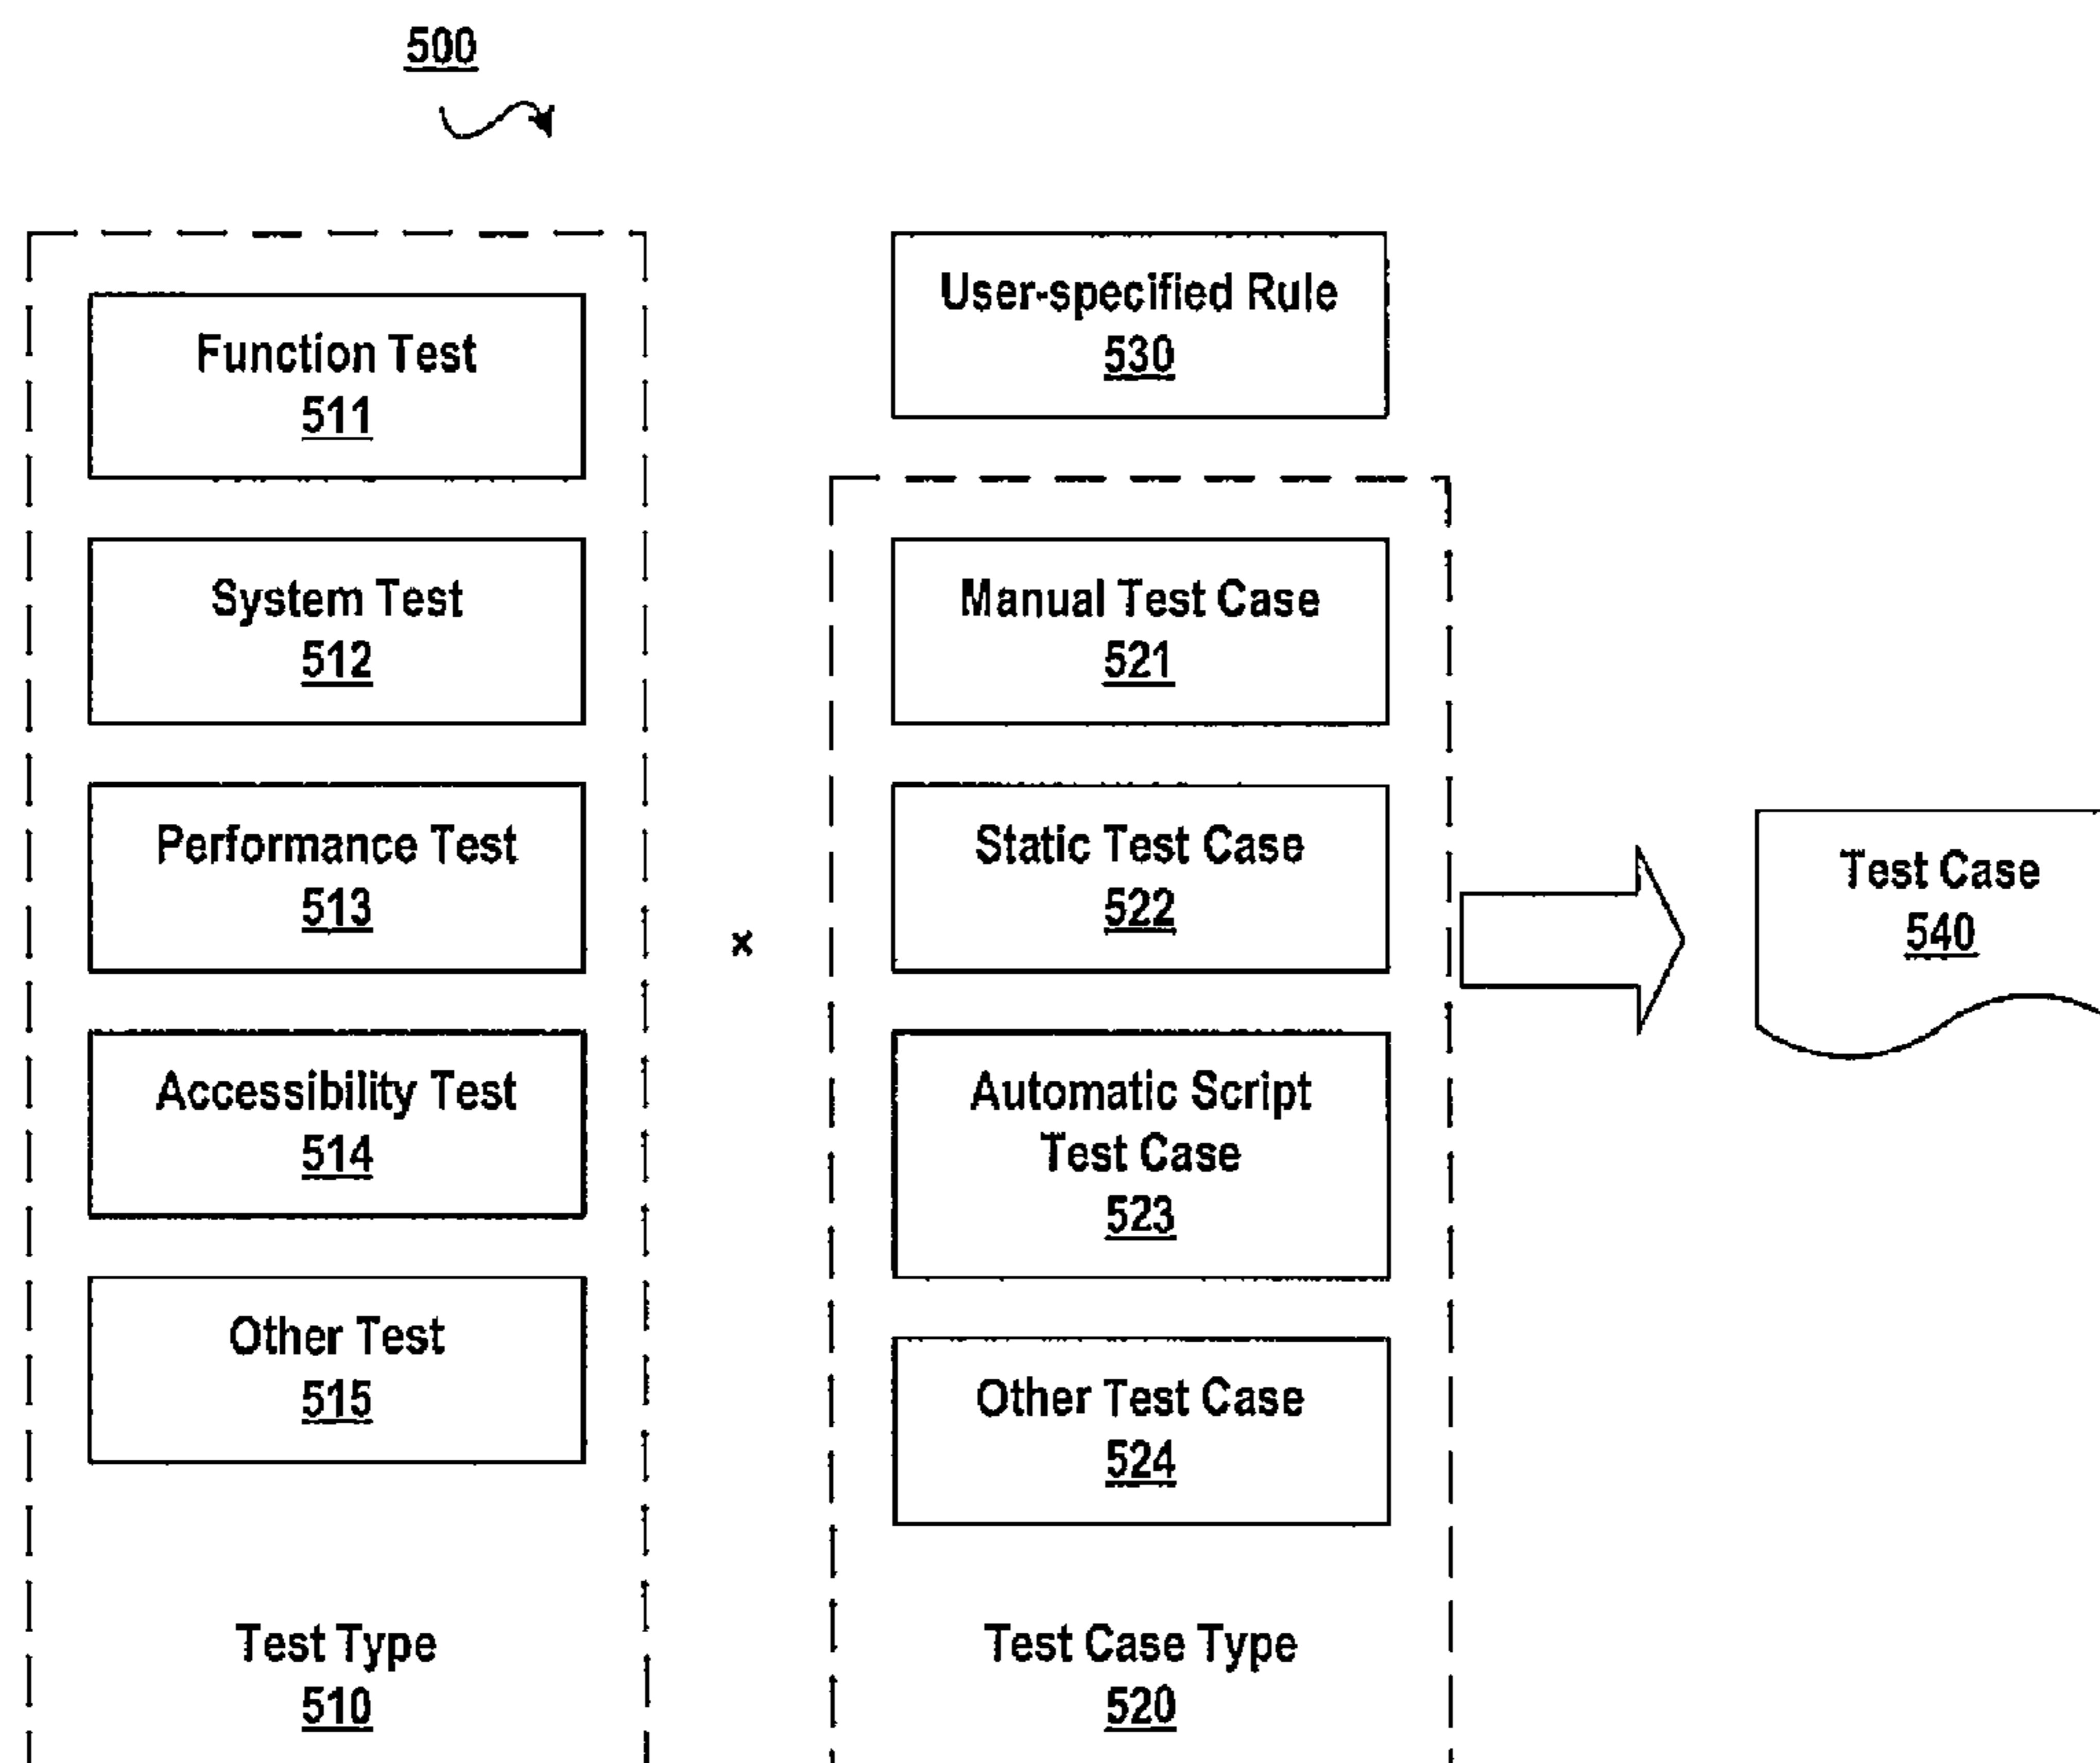 500
Function Test
511
System Test
512
Performance Test
513
Accessibility Test
514
Other Test
515
Test Type
510
x
User-specified Rule
530
Manual Test Case
521
Static Test Case
522
Automatic Script
Test Case
523
Other Test Case
524
Test Case Type
520
Test Case
540